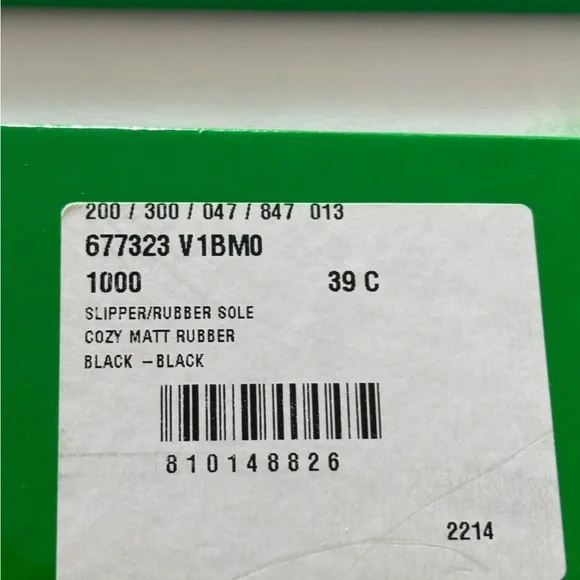 200 / 300 / 047 / 847 013
677323 V1BM0
1000 39 C
SLIPPER/RUBBER SOLE
COZY MATT RUBBER
BLACK –BLACK
810148826
2214